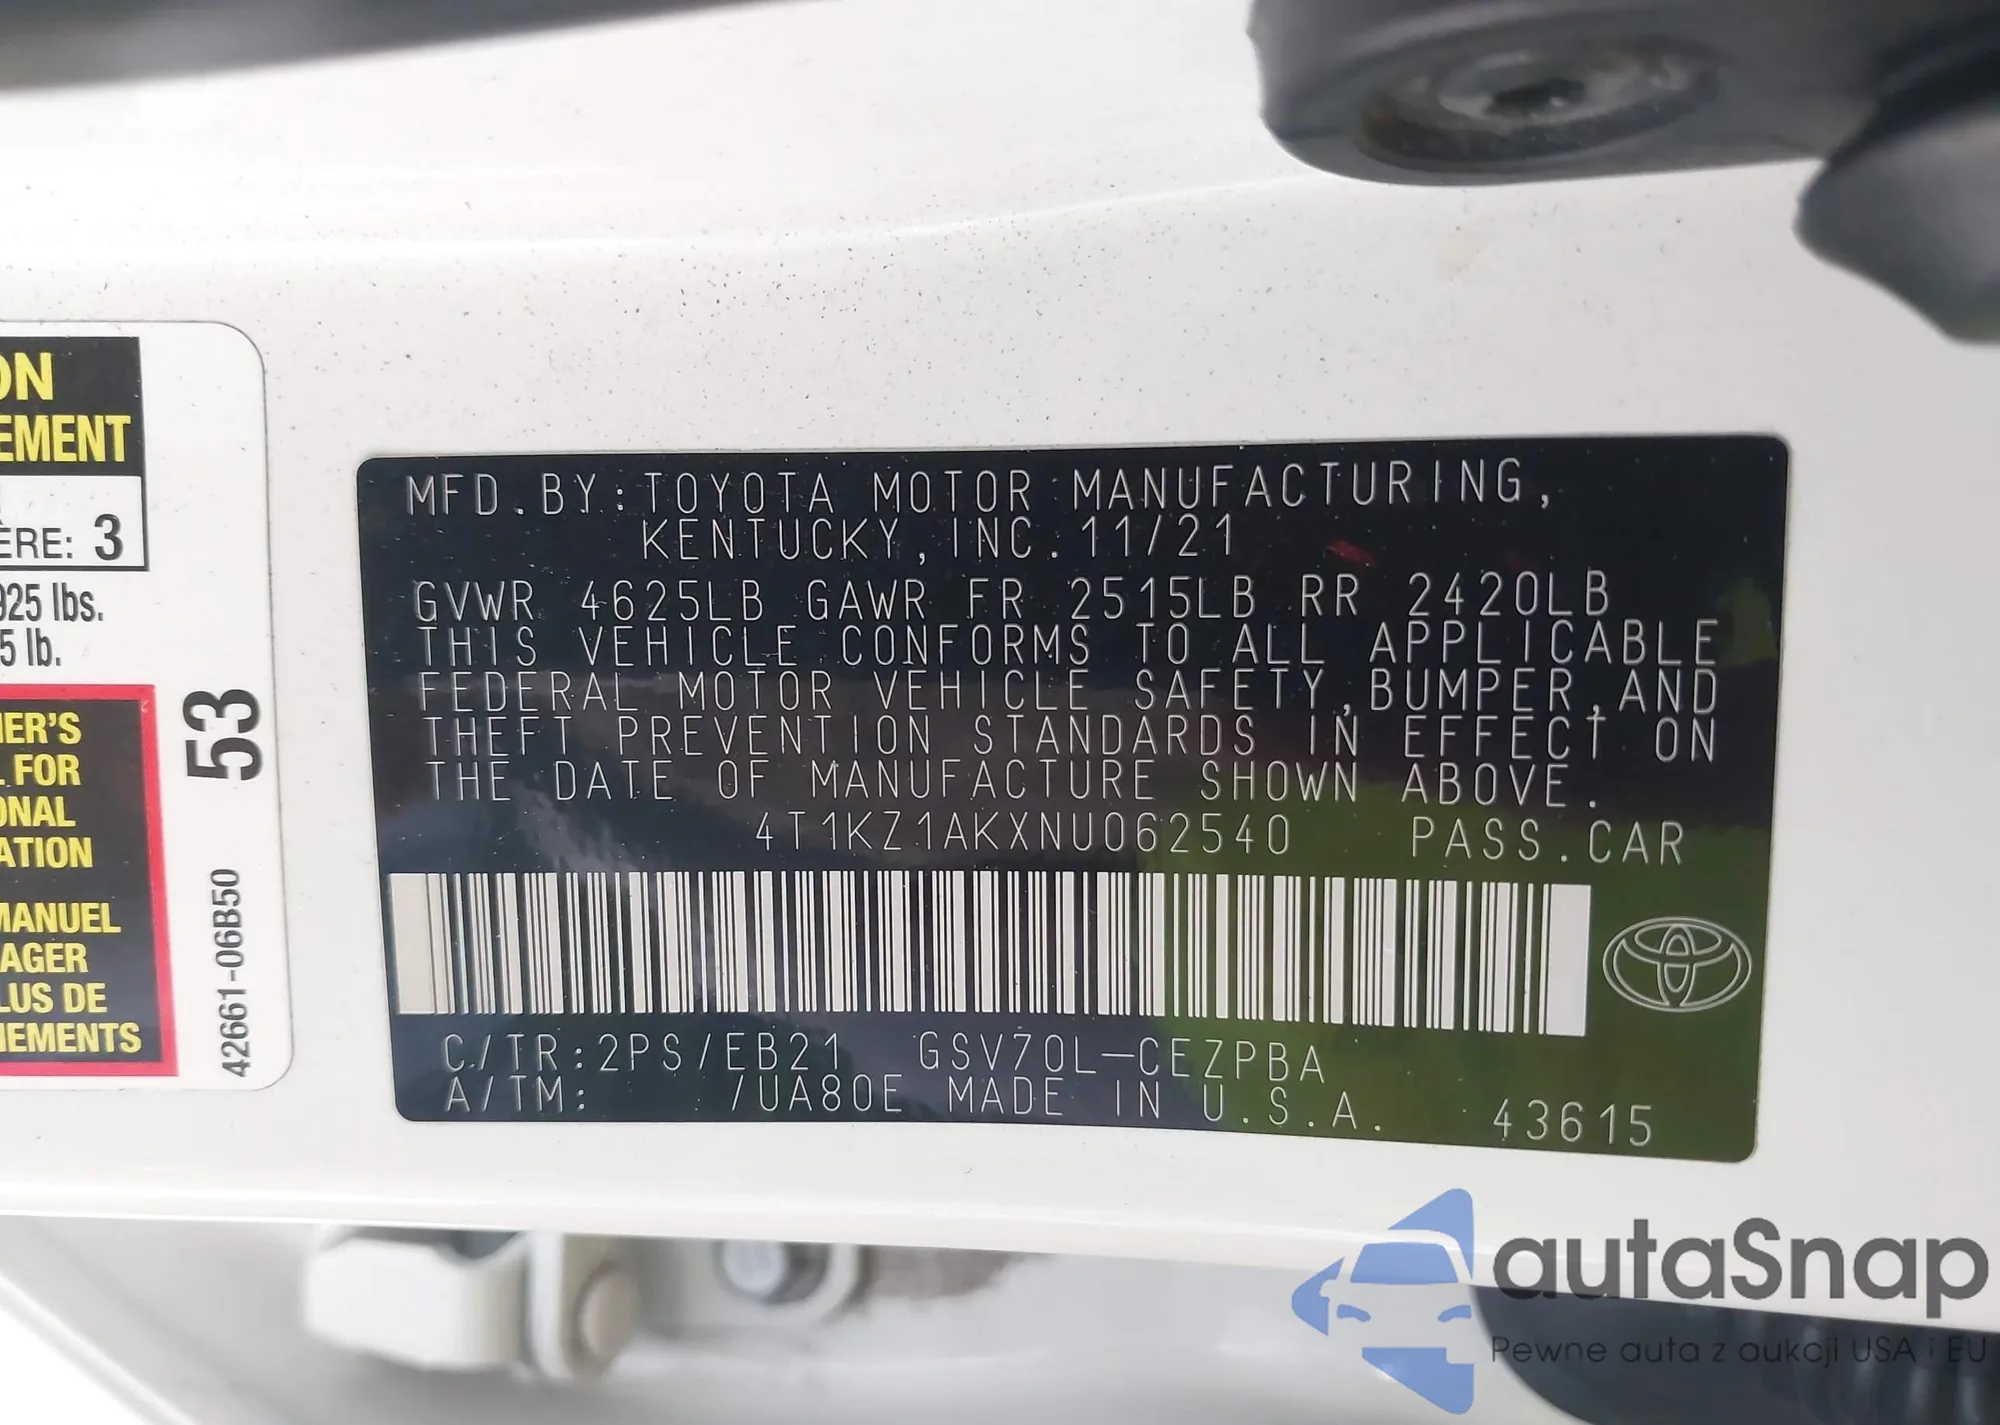 ON
EMENT
ERE: 3
925 lbs.
5 lb.
IER'S
L FOR
ONAL
ATION
MANUEL
AGER
LUS DE
IEMENTS
53
42661-06B50
MFD. BY: TOYOTA MOTOR MANUFACTURING,
KENTUCKY, INC. 11/21
GVWR 4625LB GAWR FR 2515LB RR 2420LB
THIS VEHICLE CONFORMS TO ALL APPLICABLE
FEDERAL MOTOR VEHICLE SAFETY, BUMPER, AND
THEFT PREVENTION STANDARDS IN EFFECT ON
THE DATE OF MANUFACTURE SHOWN ABOVE.
4T1KZ1AKXNU062540 PASS. CAR
C/TR: 2PS/EB21 GSV70L-CEZPBA
A/TM: /UA80E MADE IN U.S.A. 43615
autaSnap
Pewne auta z aukcji USA i EU